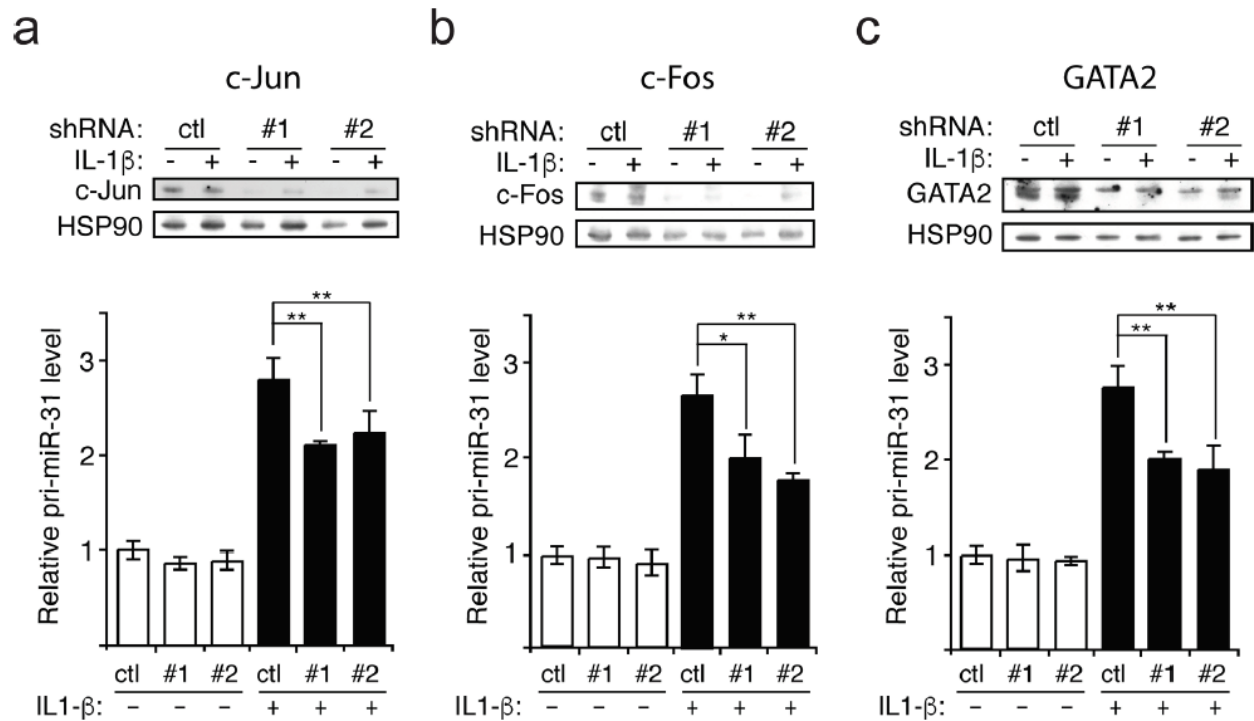 a
c-Jun
shRNA: ctl #1 #2
IL-1β: - + - + - +
c-Jun
HSP90
Relative pri-miR-31 level
3
2
1
**
**
ctl #1 #2 ctl #1 #2
IL1-β: − − − + + +
b
c-Fos
shRNA: ctl #1 #2
IL-1β: - + - + - +
c-Fos
HSP90
Relative pri-miR-31 level
3
2
1
**
*
ctl #1 #2 ctl #1 #2
IL1-β: − − − + + +
c
GATA2
shRNA: ctl #1 #2
IL-1β: - + - + - +
GATA2
HSP90
Relative pri-miR-31 level
3
2
1
**
**
ctl #1 #2 ctl #1 #2
IL1-β: − − − + + +